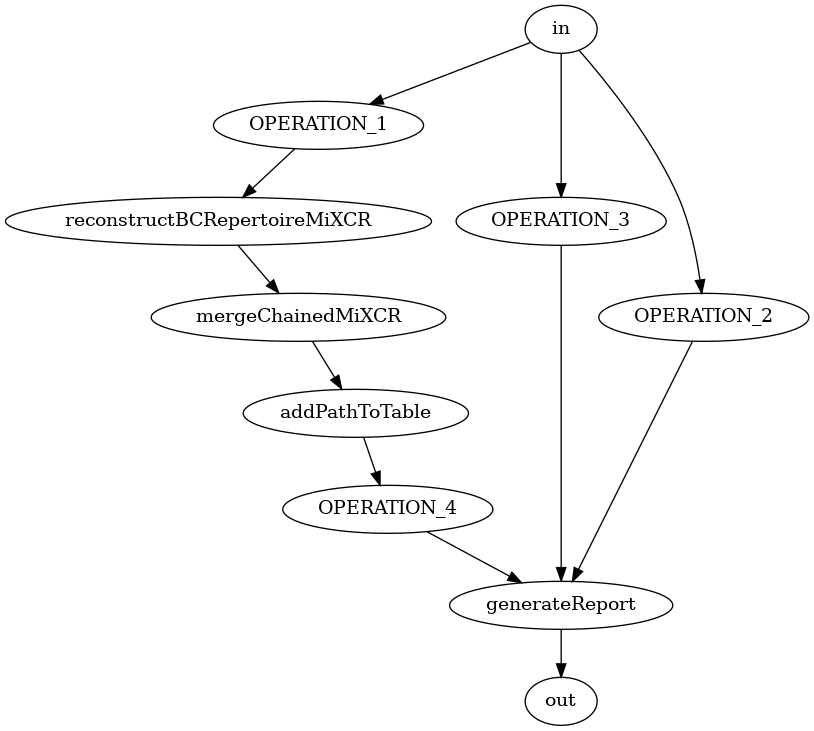 in
OPERATION_1
reconstructBCRepertoireMiXCR
OPERATION_3
mergeChainedMiXCR
OPERATION_2
addPathToTable
OPERATION_4
generateReport
out